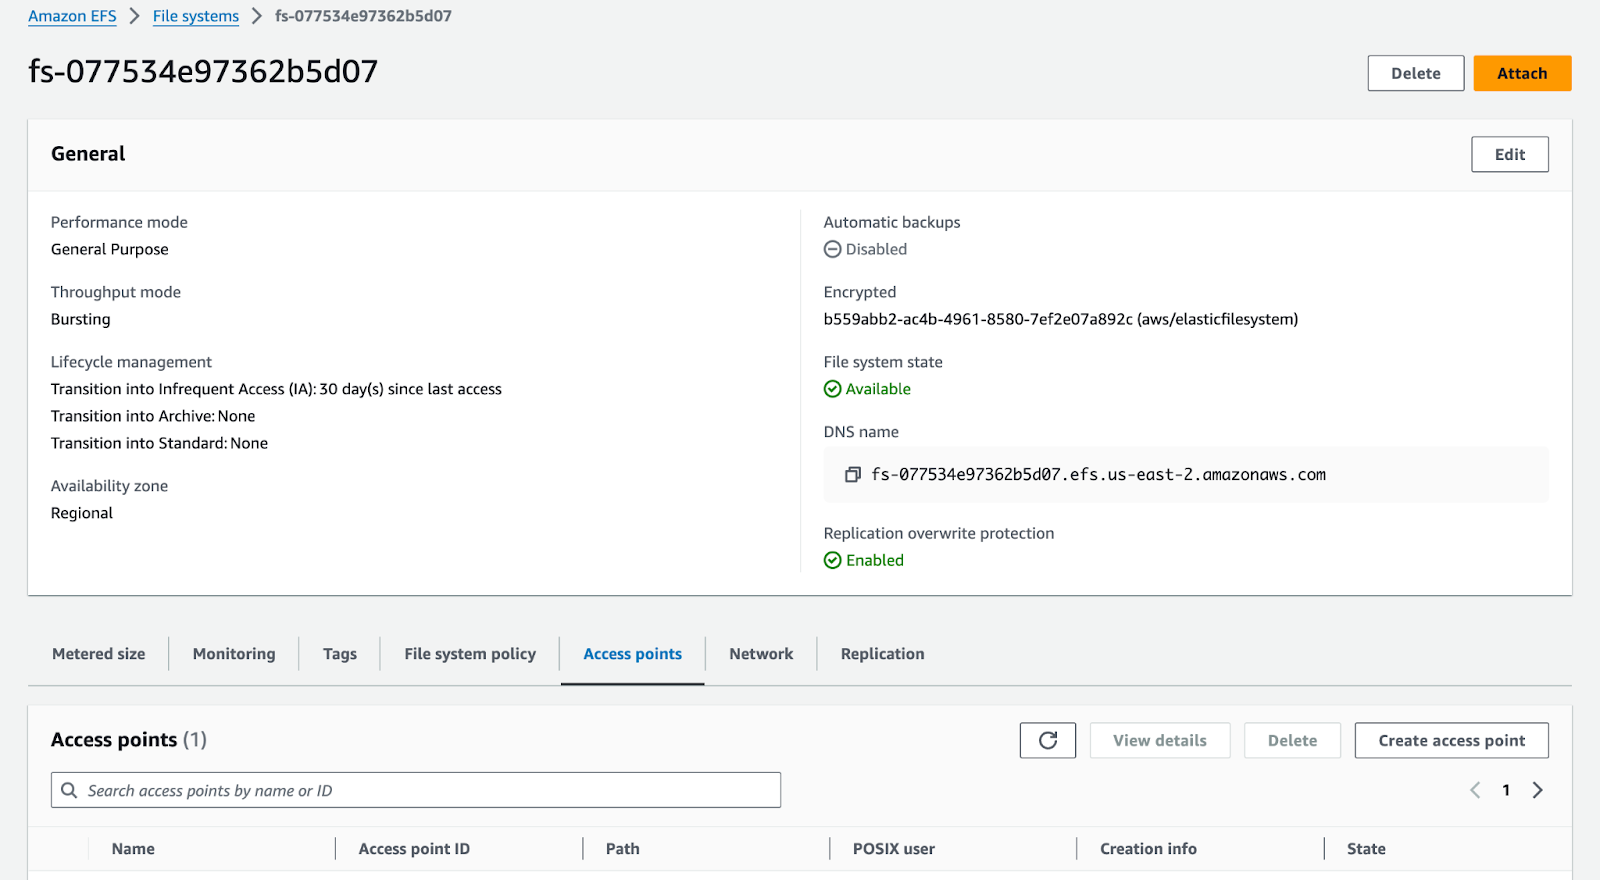 Amazon EFS > File systems > fs-077534e97362b5d07
fs-077534e97362b5d07
Delete
Attach
General
Edit
Performance mode
General Purpose
Throughput mode
Bursting
Lifecycle management
Transition into Infrequent Access (IA): 30 day(s) since last access
Transition into Archive: None
Transition into Standard: None
Availability zone
Regional
Automatic backups
Disabled
Encrypted
b559abb2-ac4b-4961-8580-7ef2e07a892c (aws/elasticfilesystem)
File system state
Available
DNS name
fs-077534e97362b5d07.efs.us-east-2.amazonaws.com
Replication overwrite protection
Enabled
Metered size
Monitoring
Tags
File system policy
Access points
Network
Replication
Access points (1)
View details
Delete
Create access point
Search access points by name or ID
1
Name
Access point ID
Path
POSIX user
Creation info
State